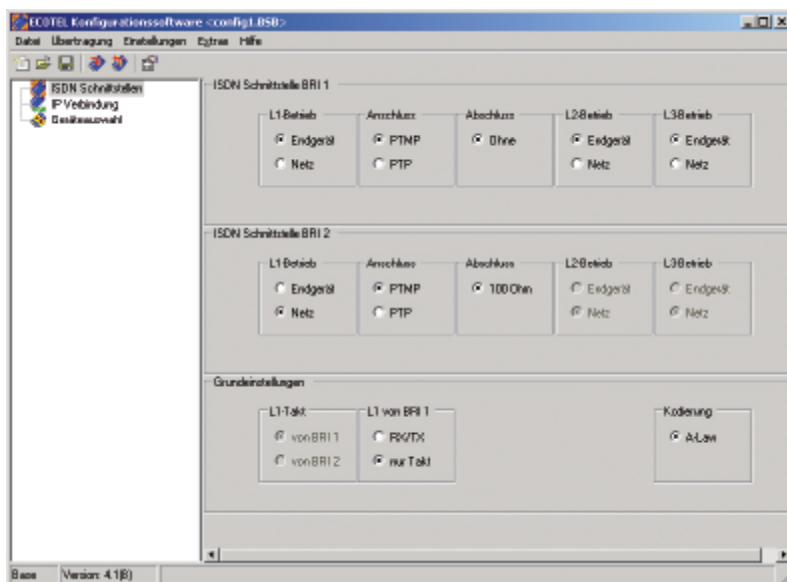 ECOTEL Konfigurationssoftware <config1.BSB>
Datei Übertragung Einstellungen Extras Hilfe
ISDN Schnittstellen
IP Verbindung
Geräteauswahl
ISDN Schnittstelle BRI 1
L1-Betrieb Anschluss Abschluss L2-Betrieb L3-Betrieb
Endgerät PTMP Ohne Endgerät Endgerät
Netz PTP Netz Netz
ISDN Schnittstelle BRI 2
L1-Betrieb Anschluss Abschluss L2-Betrieb L3-Betrieb
Endgerät PTMP 100 Ohm Endgerät Endgerät
Netz PTP Netz Netz
Grundeinstellungen
L1-Takt L1 von BRI 1 Kodierung
von BRI 1 RX/TX A-Law
von BRI 2 nur Takt
Base Version: 4.1(B)